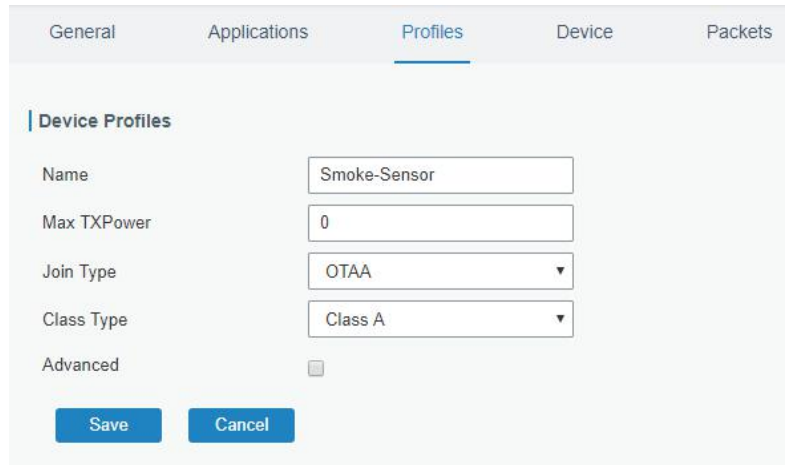 General Applications Profiles Device Packets
Device Profiles
Name Smoke-Sensor
Max TXPower 0
Join Type OTAA
Class Type Class A
Advanced
Save Cancel